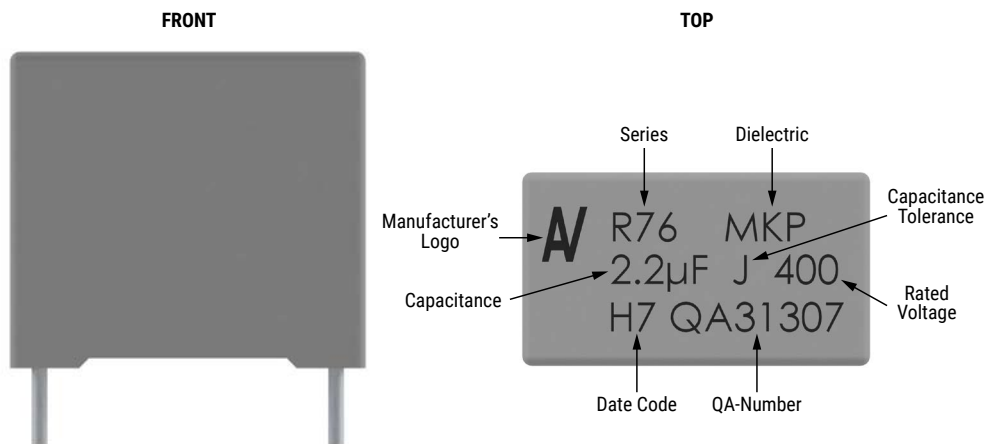 FRONT
TOP
Series
Dielectric
Capacitance
Tolerance
Manufacturer's
Logo
R76 MKP
2.2µF J 400
H7 QA31307
Capacitance
Rated
Voltage
Date Code
QA-Number